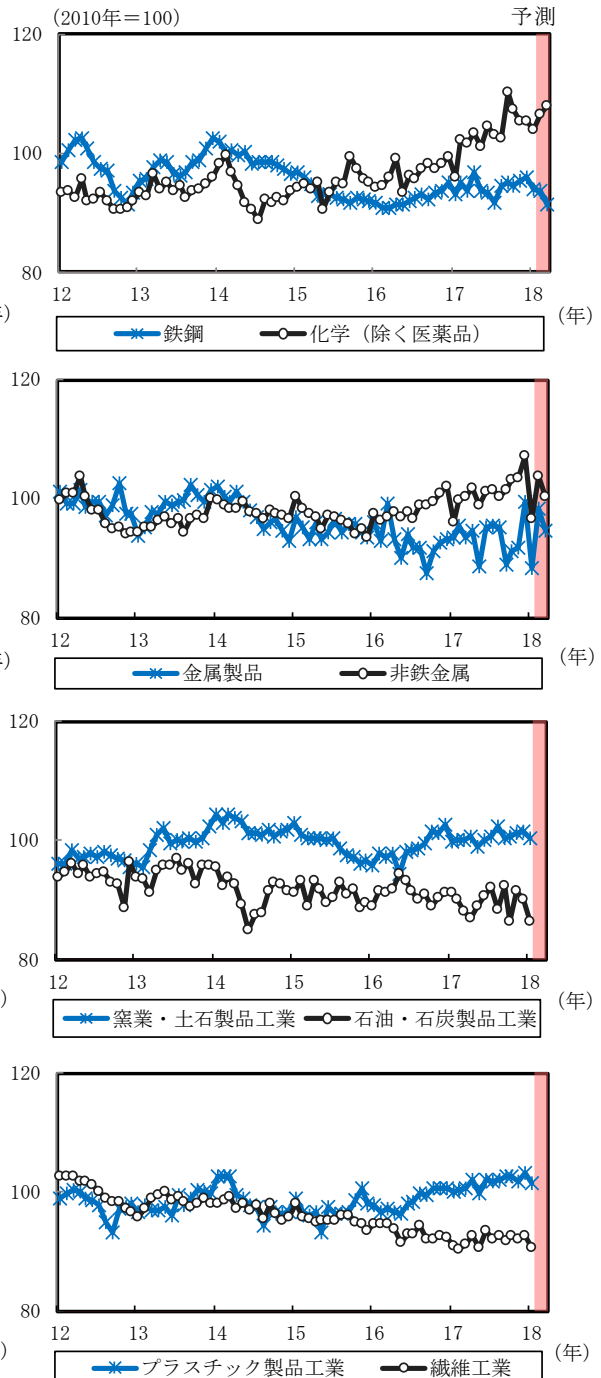 (2010年＝100) 予測
120
100
80
12 13 14 15 16 17 18 (年)
鉄鋼 化学（除く医薬品）
120
100
80
12 13 14 15 16 17 18 (年)
金属製品 非鉄金属
120
100
80
12 13 14 15 16 17 18 (年)
窯業・土石製品工業 石油・石炭製品工業
120
100
80
12 13 14 15 16 17 18 (年)
プラスチック製品工業 繊維工業